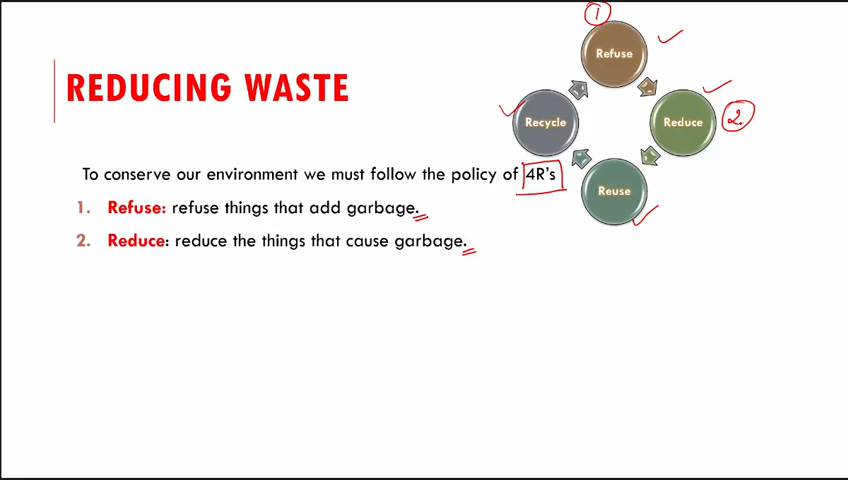 1
Refuse
REDUCING WASTE
Recycle
Reduce
2.
To conserve our environment we must follow the policy of 4R's
Reuse
1. Refuse: refuse things that add garbage.
2. Reduce: reduce the things that cause garbage.